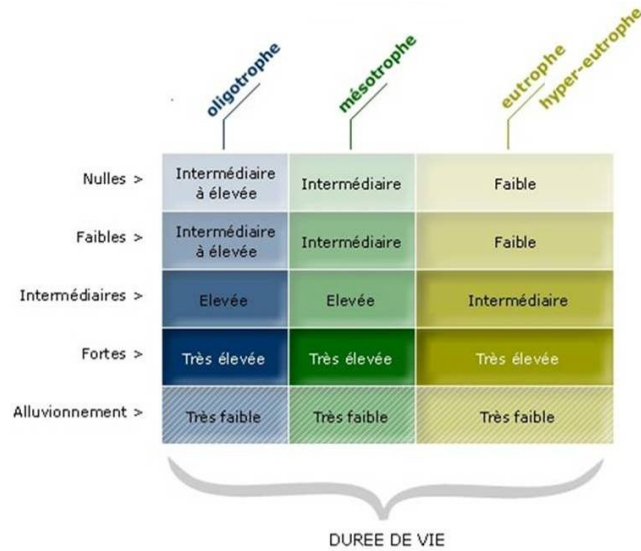 oligotrophe
mésotrophe
eutrophe
hyper-eutrophe
Nulles >
Intermédiaire
à élevée
Intermédiaire
Faible
Faibles >
Intermédiaire
à élevée
Intermédiaire
Faible
Intermédiaires >
Elevée
Elevée
Intermédiaire
Fortes >
Très élevée
Très élevée
Très élevée
Alluvionnement >
Très faible
Très faible
Très faible
DUREE DE VIE